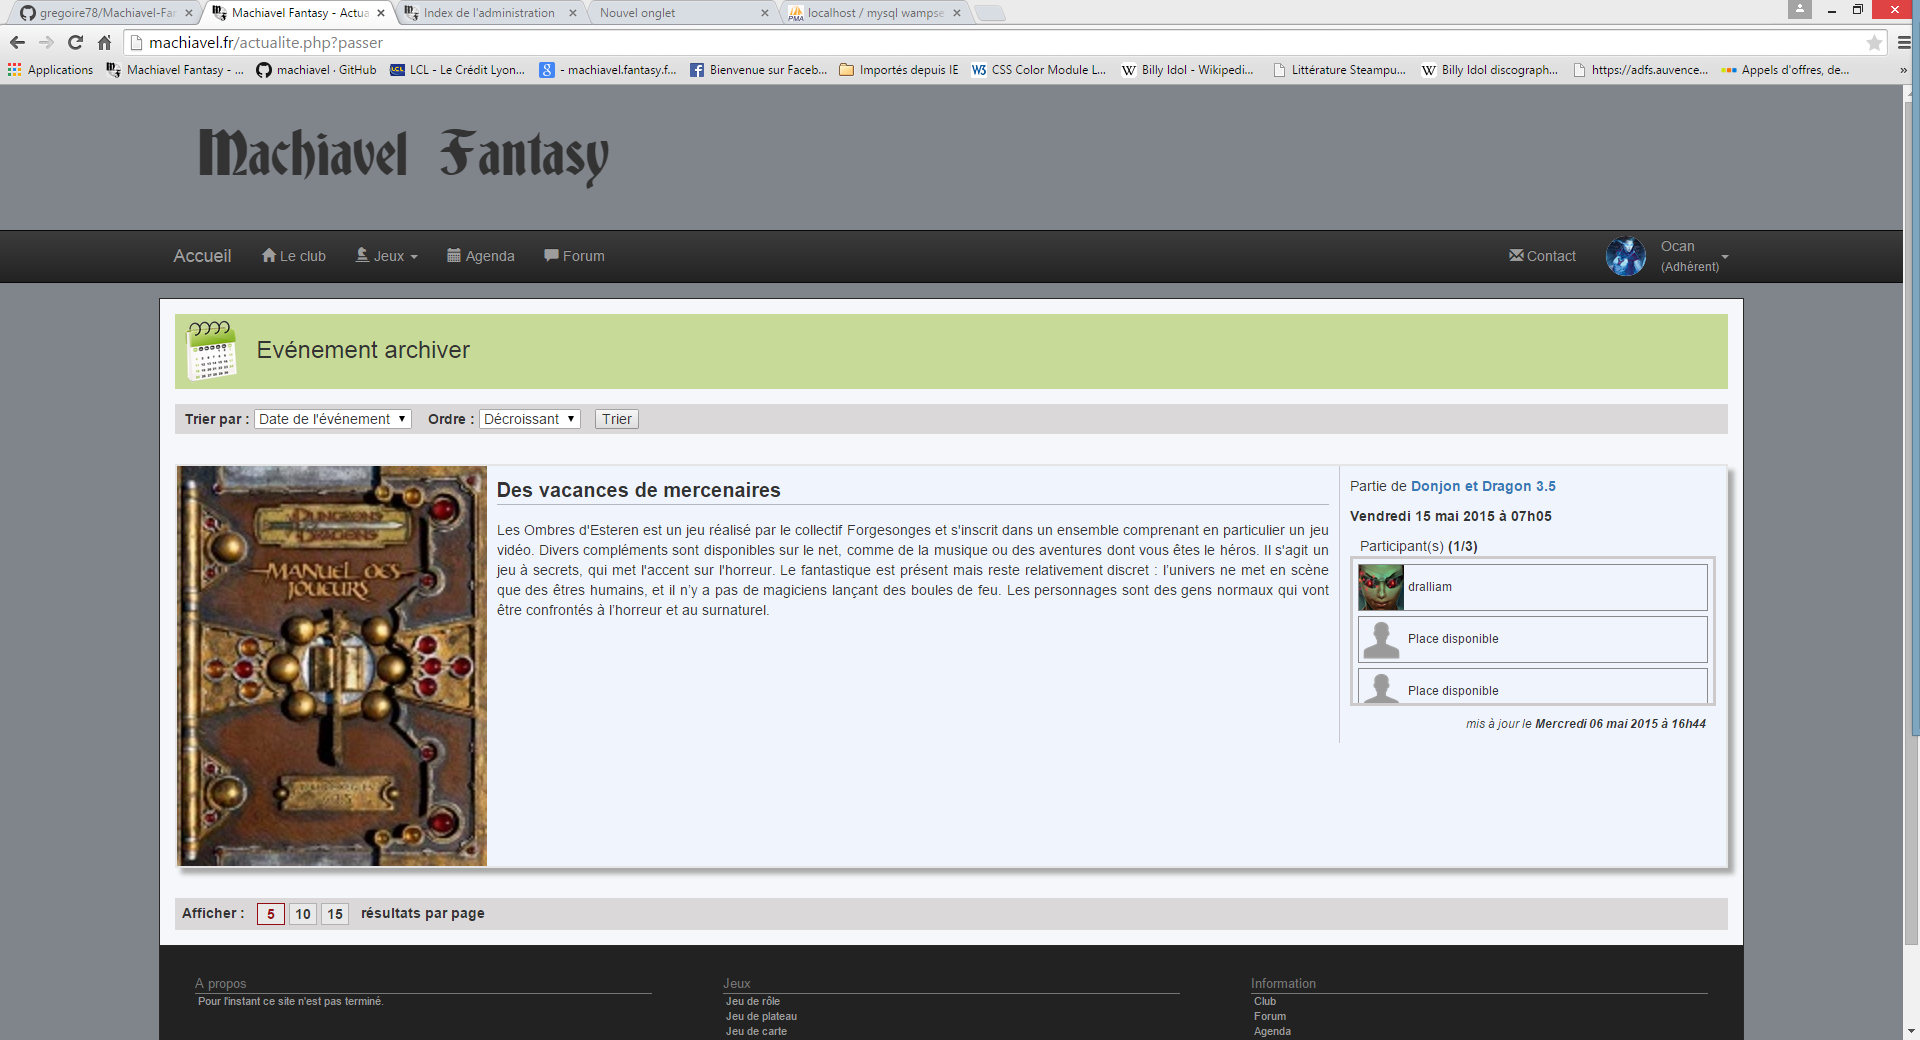 gregoire78/Machiavel-Fan
Machiavel Fantasy - Actua
Index de l'administration
Nouvel onglet
localhost / mysql wampse
machiavel.fr/actualite.php?passer
Applications
Machiavel Fantasy - ...
machiavel · GitHub
LCL - Le Crédit Lyon...
- machiavel.fantasy.f...
Bienvenue sur Faceb...
Importés depuis IE
CSS Color Module L...
Billy Idol - Wikipedi...
Littérature Steampu...
Billy Idol discograph...
https://adfs.auvence...
Appels d'offres, de...
»
Machiavel Fantasy
Accueil
Le club
Jeux
Agenda
Forum
Contact
Ocan
(Adhérent)
Evénement archiver
Trier par : Date de l'événement Ordre : Décroissant Trier
DUNGEONS
DRAGONS
MANUEL DES
JOUEURS
Des vacances de mercenaires
Les Ombres d'Esteren est un jeu réalisé par le collectif Forgesonges et s'inscrit dans un ensemble comprenant en particulier un jeu
vidéo. Divers compléments sont disponibles sur le net, comme de la musique ou des aventures dont vous êtes le héros. Il s'agit un
jeu à secrets, qui met l'accent sur l'horreur. Le fantastique est présent mais reste relativement discret : l’univers ne met en scène
que des êtres humains, et il n’y a pas de magiciens lançant des boules de feu. Les personnages sont des gens normaux qui vont
être confrontés à l’horreur et au surnaturel.
Partie de Donjon et Dragon 3.5
Vendredi 15 mai 2015 à 07h05
Participant(s) (1/3)
dralliam
Place disponible
Place disponible
mis à jour le Mercredi 06 mai 2015 à 16h44
Afficher : 5 10 15 résultats par page
A propos
Pour l'instant ce site n'est pas terminé.
Jeux
Jeu de rôle
Jeu de plateau
Jeu de carte
Information
Club
Forum
Agenda